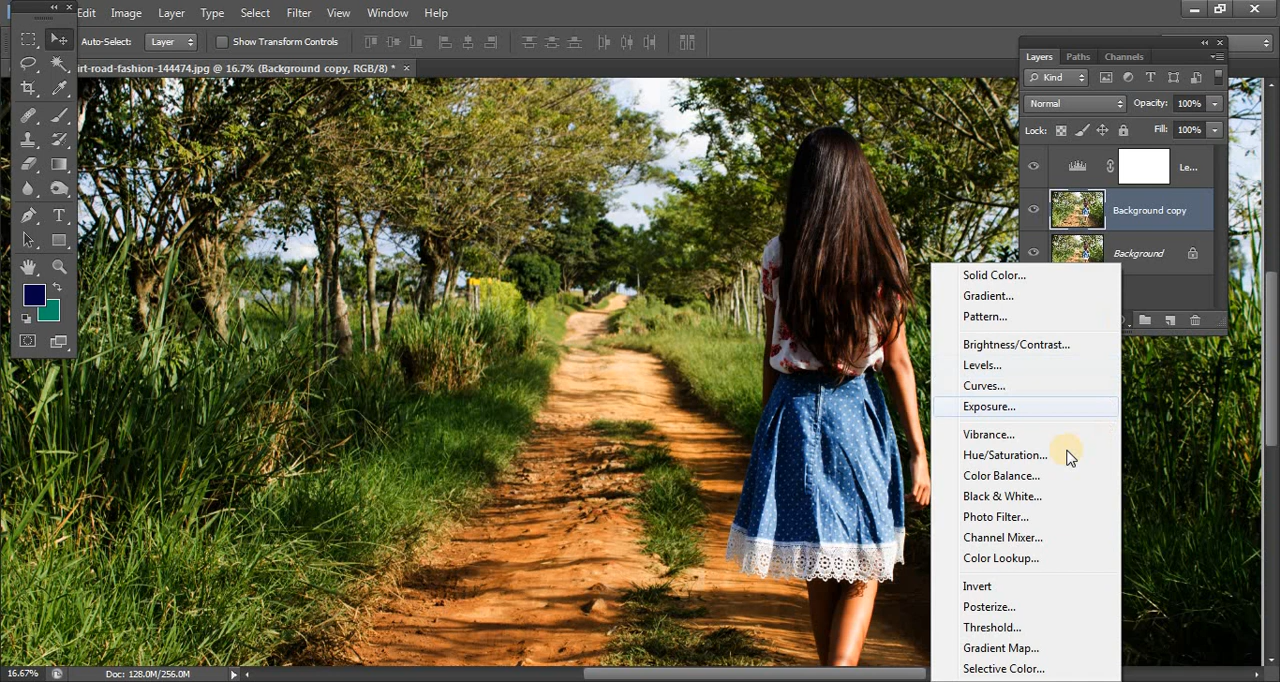 Edit Image Layer Type Select Filter View Window Help
Auto-Select: Layer Show Transform Controls
irt-road-fashion-144474.jpg @ 16.7% (Background copy, RGB/8) * ×
Layers Paths Channels
Kind
Normal Opacity: 100%
Lock: Fill: 100%
Le...
Background copy
Background
Solid Color...
Gradient...
Pattern...
Brightness/Contrast...
Levels...
Curves...
Exposure...
Vibrance...
Hue/Saturation...
Color Balance...
Black & White...
Photo Filter...
Channel Mixer...
Color Lookup...
Invert
Posterize...
Threshold...
Gradient Map...
Selective Color...
16.67% Doc: 128.0M/256.0M